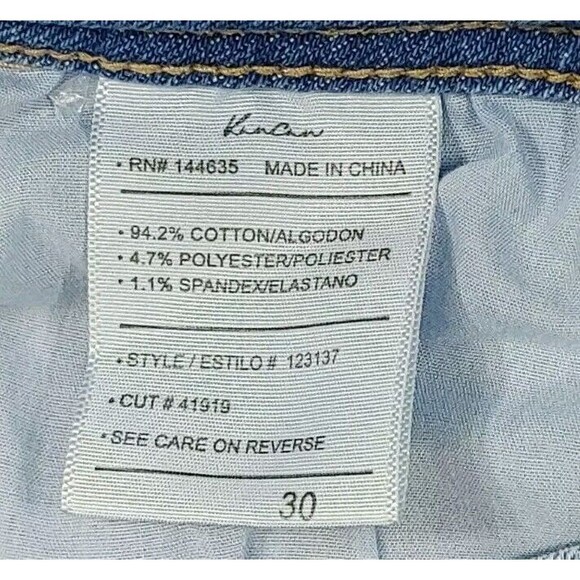 KanCan
• RN# 144635 MADE IN CHINA
• 94.2% COTTON/ALGODON
• 4.7% POLYESTER/POLIESTER
• 1.1% SPANDEX/ELASTANO
• STYLE / ESTILO # 123137
• CUT # 41919
• SEE CARE ON REVERSE
30